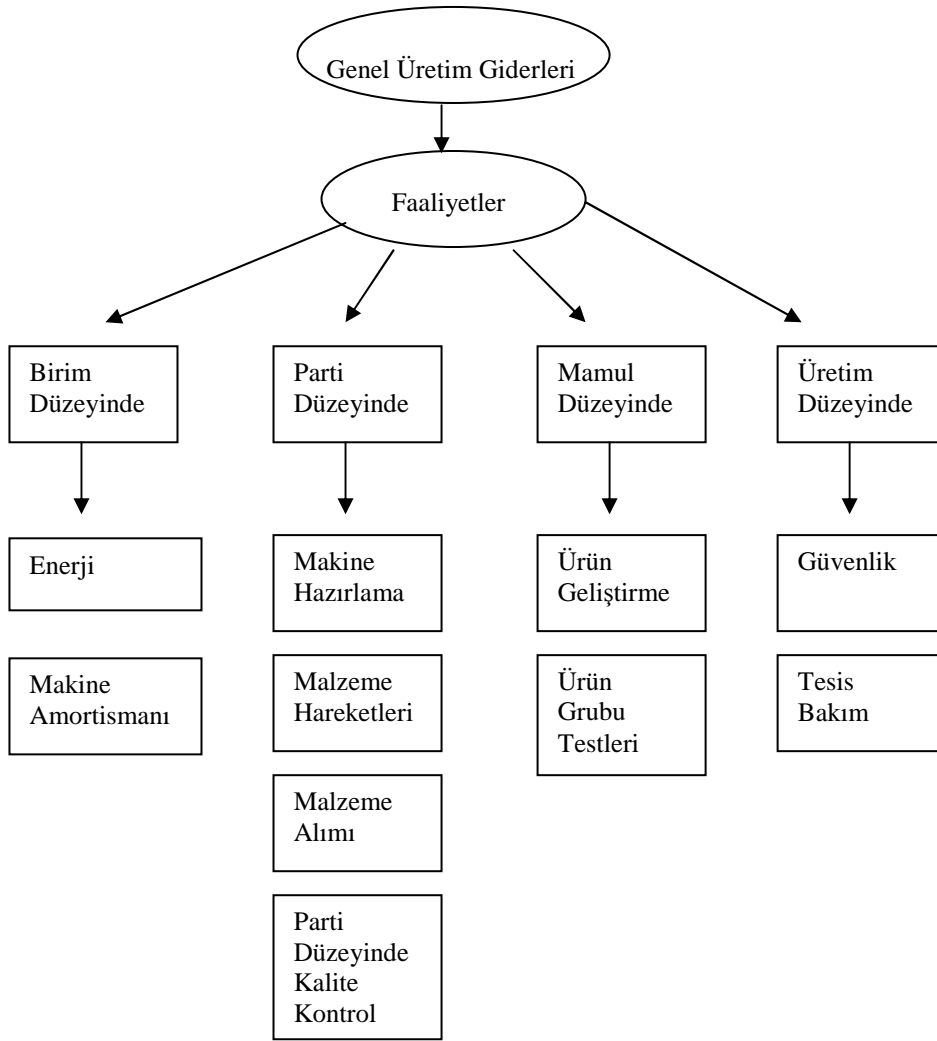 Genel Üretim Giderleri
Faaliyetler
Birim
Düzeyinde
Parti
Düzeyinde
Mamul
Düzeyinde
Üretim
Düzeyinde
Enerji
Makine
Amortismanı
Makine
Hazırlama
Malzeme
Hareketleri
Malzeme
Alımı
Parti
Düzeyinde
Kalite
Kontrol
Ürün
Geliştirme
Ürün
Grubu
Testleri
Güvenlik
Tesis
Bakım